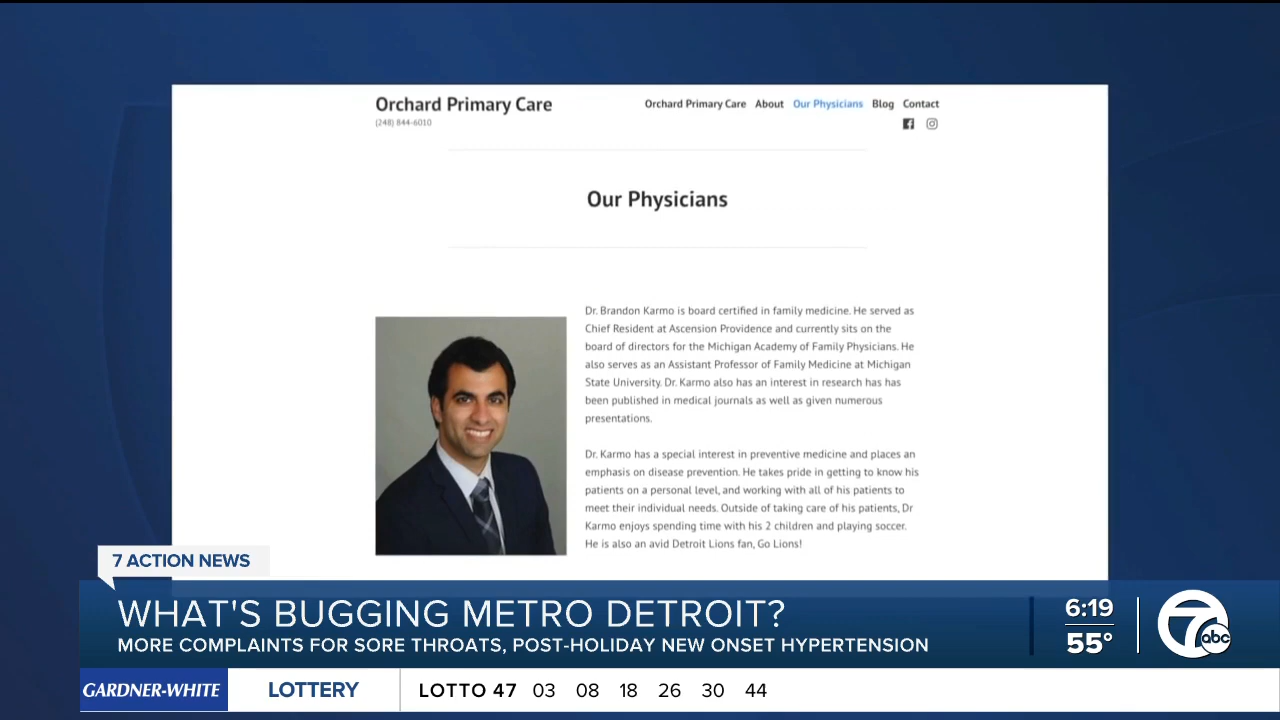 Orchard Primary Care
(248) 844-6010
Orchard Primary Care About Our Physicians Blog Contact
Our Physicians
Dr. Brandon Karmo is board certified in family medicine. He served as
Chief Resident at Ascension Providence and currently sits on the
board of directors for the Michigan Academy of Family Physicians. He
also serves as an Assistant Professor of Family Medicine at Michigan
State University. Dr. Karmo also has an interest in research has has
been published in medical journals as well as given numerous
presentations.
Dr. Karmo has a special interest in preventive medicine and places an
emphasis on disease prevention. He takes pride in getting to know his
patients on a personal level, and working with all of his patients to
meet their individual needs. Outside of taking care of his patients, Dr
Karmo enjoys spending time with his 2 children and playing soccer.
He is also an avid Detroit Lions fan, Go Lions!
7 ACTION NEWS
WHAT'S BUGGING METRO DETROIT?
MORE COMPLAINTS FOR SORE THROATS, POST-HOLIDAY NEW ONSET HYPERTENSION
6:19
55°
7 abc
GARDNER-WHITE LOTTERY LOTTO 47 03 08 18 26 30 44